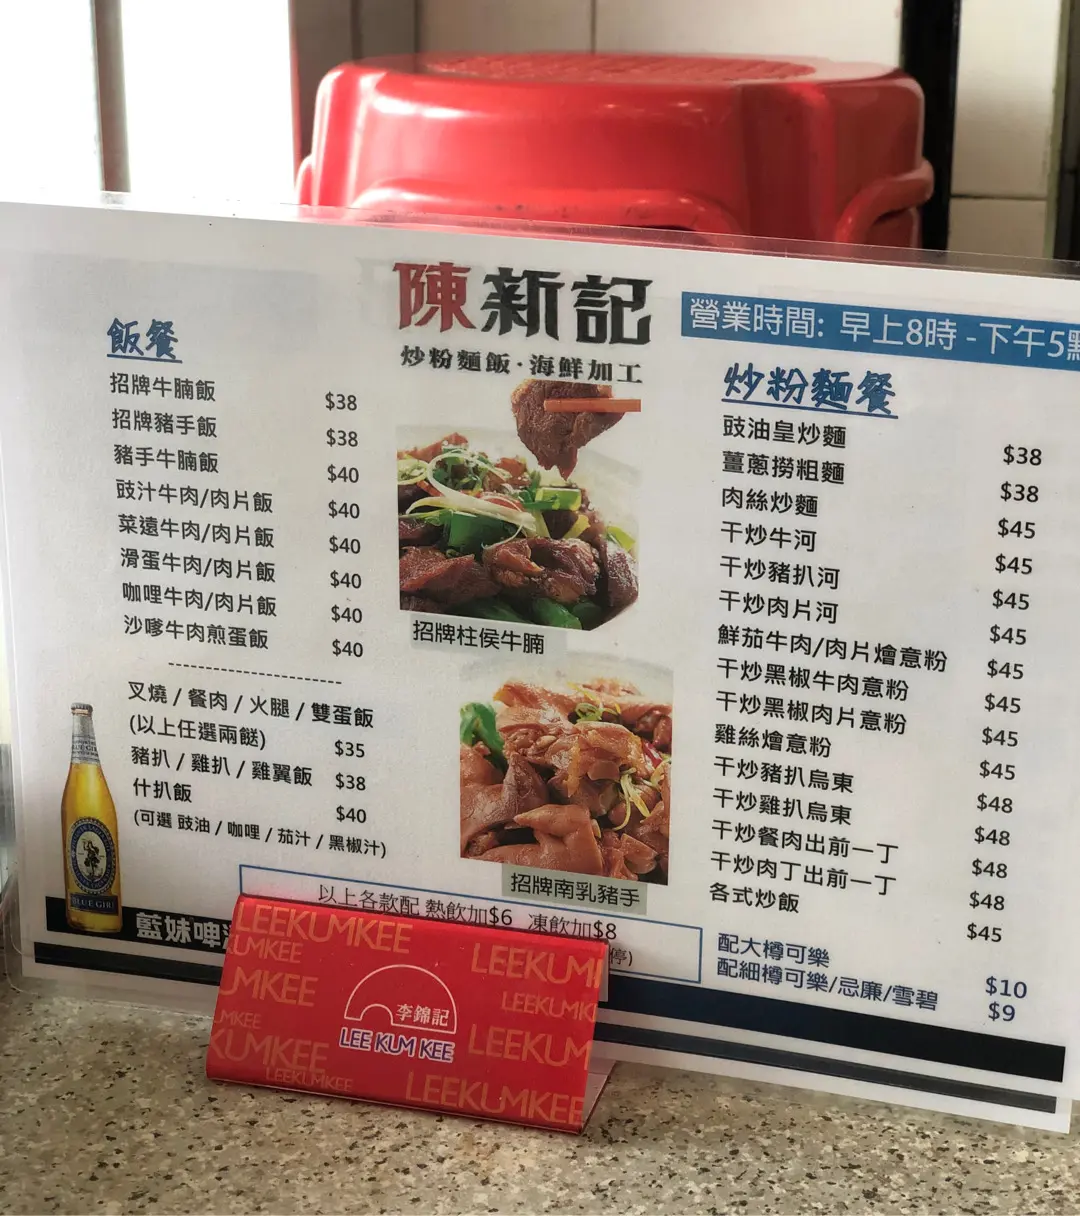 陳新記
炒粉麵飯·海鮮加工
營業時間: 早上8時 - 下午5點
飯餐
招牌牛腩飯 $38
招牌豬手飯 $38
豬手牛腩飯 $40
豉汁牛肉/肉片飯 $40
菜遠牛肉/肉片飯 $40
滑蛋牛肉/肉片飯 $40
咖哩牛肉/肉片飯 $40
沙嗲牛肉煎蛋飯 $40
叉燒 / 餐肉 / 火腿 / 雙蛋飯
(以上任選兩餸) $35
豬扒 / 雞扒 / 雞翼飯 $38
什扒飯 $40
(可選 豉油 / 咖哩 / 茄汁 / 黑椒汁)
招牌柱侯牛腩
招牌南乳豬手
炒粉麵餐
豉油皇炒麵 $38
薑蔥撈粗麵 $38
肉絲炒麵 $45
干炒牛河 $45
干炒豬扒河 $45
干炒肉片河 $45
鮮茄牛肉/肉片燴意粉 $45
干炒黑椒牛肉意粉 $45
干炒黑椒肉片意粉 $45
雞絲燴意粉 $45
干炒豬扒烏東 $48
干炒雞扒烏東 $48
干炒餐肉出前一丁 $48
干炒肉丁出前一丁 $48
各式炒飯 $45
配大樽可樂 $10
配細樽可樂/忌廉/雪碧 $9
以上各款配 熱飲加$6 凍飲加$8
停)
BLUE GIRL
藍妹啤
LEEKUMKEE
LEEKUMI
UMKEE
UMKEE
LEEKUMK
李錦記
LEE KUM KEE
MKEE
LEEKUM
KUMKEE
LEEKUMKEE
LEEKUMKEE